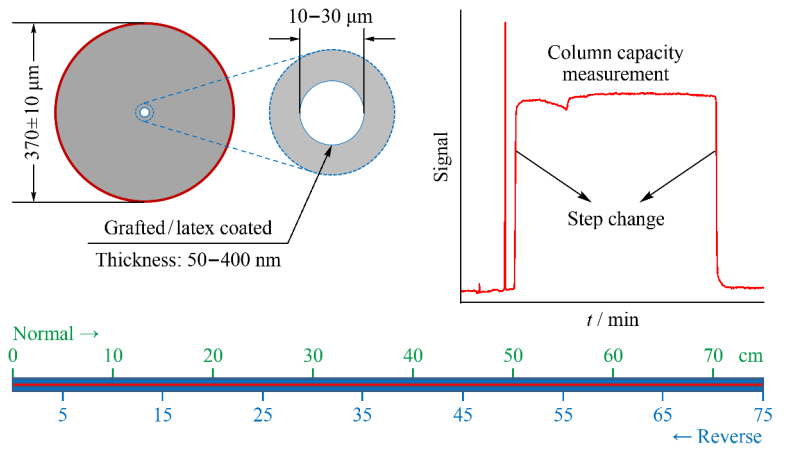 370±10 μm
10−30 μm
Grafted/latex coated
Thickness: 50−400 nm
Column capacity
measurement
Signal
Step change
t / min
Normal →
0 10 20 30 40 50 60 70 cm
5 15 25 35 45 55 65 75
← Reverse